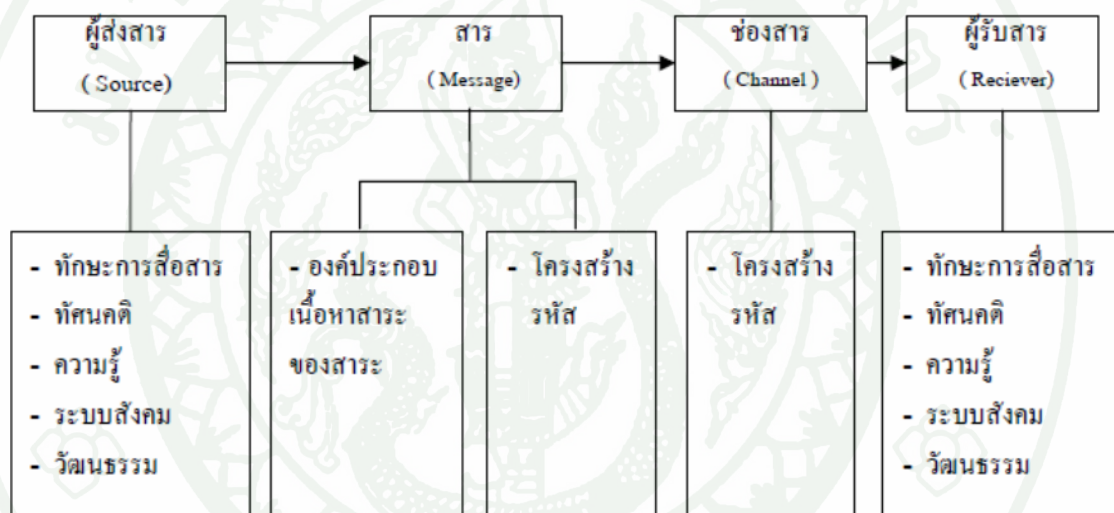 ผู้ส่งสาร
( Source)
สาร
( Message)
ช่องสาร
( Channel )
ผู้รับสาร
( Reciever)
- ทักษะการสื่อสาร
- ทัศนคติ
- ความรู้
- ระบบสังคม
- วัฒนธรรม
- องค์ประกอบ
เนื้อหาสาระ
ของสาระ
- โครงสร้าง
รหัส
- โครงสร้าง
รหัส
- ทักษะการสื่อสาร
- ทัศนคติ
- ความรู้
- ระบบสังคม
- วัฒนธรรม